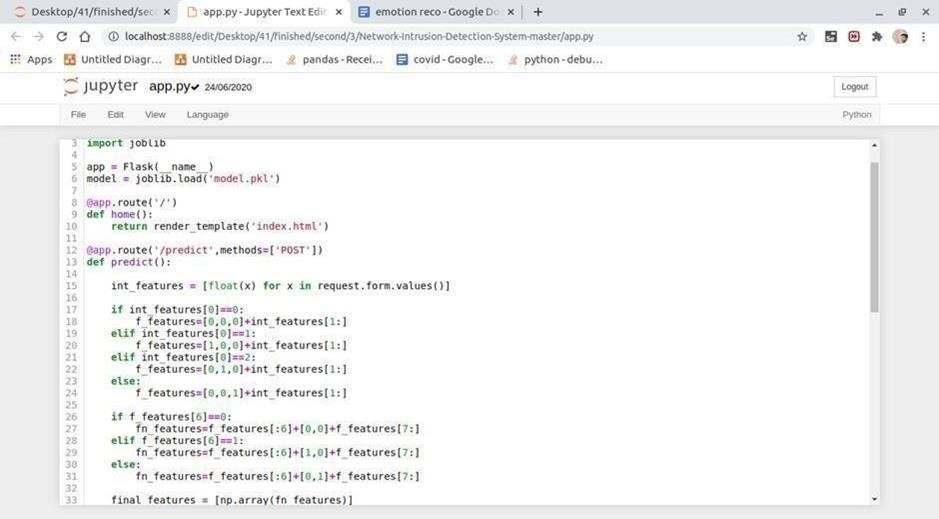 Desktop/41/finished/seco
app.py - Jupyter Text Edit
emotion reco - Google Do
localhost:8888/edit/Desktop/41/finished/second/3/Network-Intrusion-Detection-System-master/app.py
Apps
Untitled Diagr...
Untitled Diagr...
pandas - Recei...
covid - Google...
python - debu...
jupyter app.py 24/06/2020
Logout
File Edit View Language
Python
3 import joblib
4
5 app = Flask(__name__)
6 model = joblib.load('model.pkl')
7
8 @app.route('/')
9 def home():
10     return render_template('index.html')
11
12 @app.route('/predict',methods=['POST'])
13 def predict():
14
15     int_features = [float(x) for x in request.form.values()]
16
17     if int_features[0]==0:
18         f_features=[0,0,0]+int_features[1:]
19     elif int_features[0]==1:
20         f_features=[1,0,0]+int_features[1:]
21     elif int_features[0]==2:
22         f_features=[0,1,0]+int_features[1:]
23     else:
24         f_features=[0,0,1]+int_features[1:]
25
26     if f_features[6]==0:
27         fn_features=f_features[:6]+[0,0]+f_features[7:]
28     elif f_features[6]==1:
29         fn_features=f_features[:6]+[1,0]+f_features[7:]
30     else:
31         fn_features=f_features[:6]+[0,1]+f_features[7:]
32
33     final_features = [np.array(fn_features)]